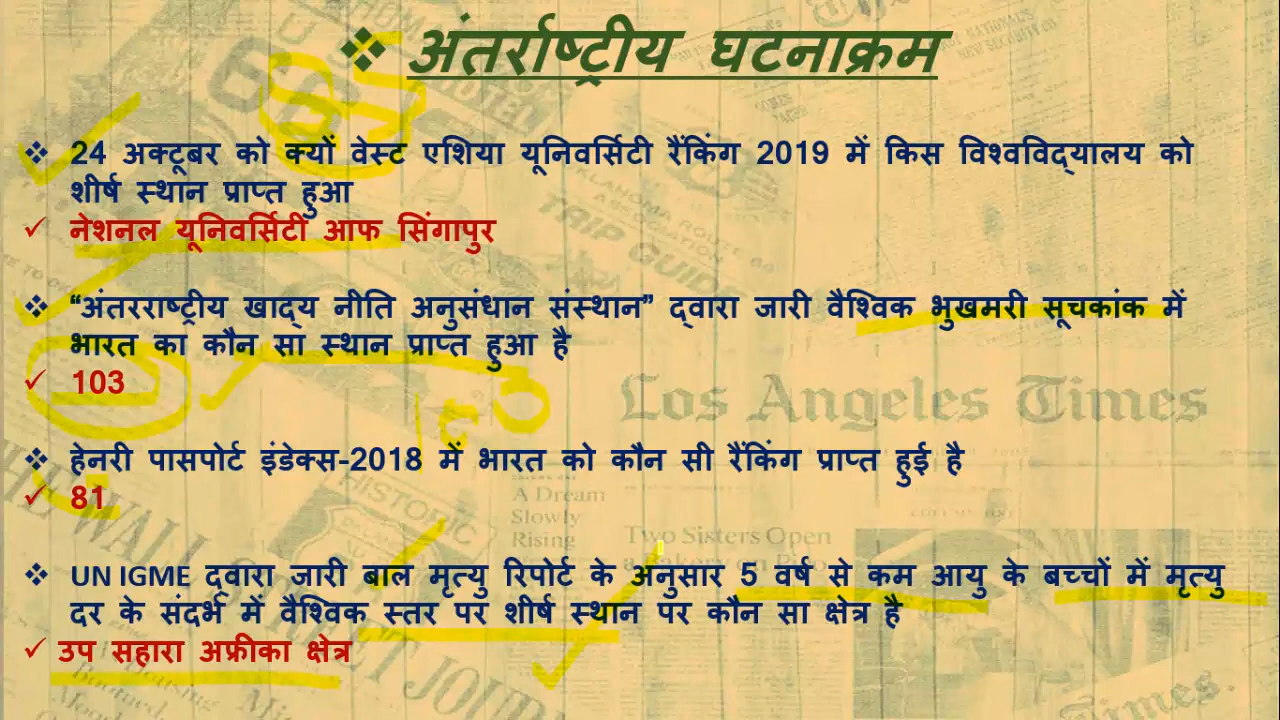 ❖ अंतर्राष्ट्रीय घटनाक्रम
❖ 24 अक्टूबर को क्यों वेस्ट एशिया यूनिवर्सिटी रैंकिंग 2019 में किस विश्वविद्यालय को
शीर्ष स्थान प्राप्त हुआ
✓ नेशनल यूनिवर्सिटी आफ सिंगापुर
❖ “अंतरराष्ट्रीय खाद्य नीति अनुसंधान संस्थान” द्वारा जारी वैश्विक भुखमरी सूचकांक में
भारत का कौन सा स्थान प्राप्त हुआ है
✓ 103
Los Angeles Times
❖ हेनरी पासपोर्ट इंडेक्स-2018 में भारत को कौन सी रैंकिंग प्राप्त हुई है
✓ 81
A Dream
Slowly
Rising
Two Sisters Open
❖ UN IGME द्वारा जारी बाल मृत्यु रिपोर्ट के अनुसार 5 वर्ष से कम आयु के बच्चों में मृत्यु
दर के संदर्भ में वैश्विक स्तर पर शीर्ष स्थान पर कौन सा क्षेत्र है
✓ उप सहारा अफ्रीका क्षेत्र